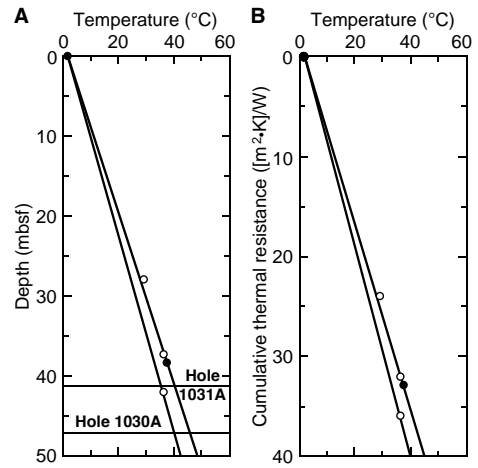 A
Temperature (°C)
0 20 40 60
0
10
20
30
40
50
Depth (mbsf)
Hole
1031A
Hole 1030A
B
Temperature (°C)
0 20 40 60
0
10
20
30
40
Cumulative thermal resistance ([m²•K]/W)